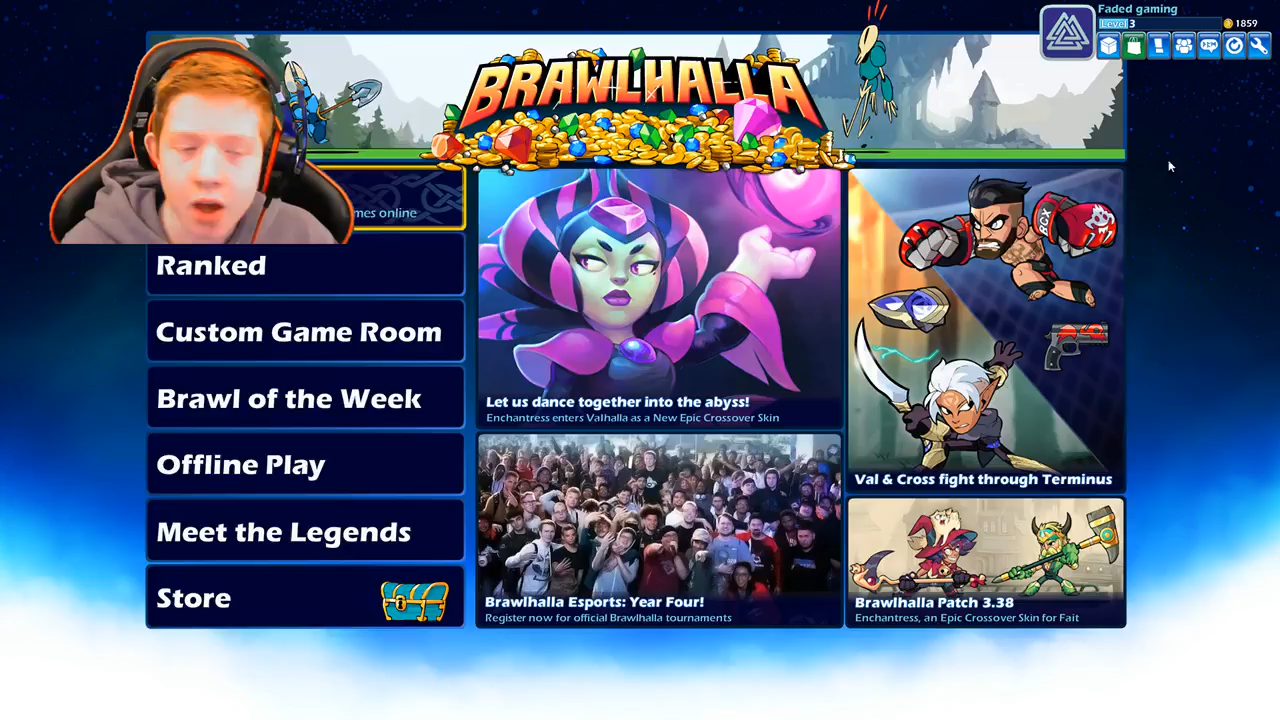 Faded gaming
Level 3
1859
BRAWLHALLA
mes online
Ranked
Custom Game Room
Brawl of the Week
Offline Play
Meet the Legends
Store
Let us dance together into the abyss!
Enchantress enters Valhalla as a New Epic Crossover Skin
BCX
Val & Cross fight through Terminus
Brawlhalla Esports: Year Four!
Register now for official Brawlhalla tournaments
Brawlhalla Patch 3.38
Enchantress, an Epic Crossover Skin for Fait